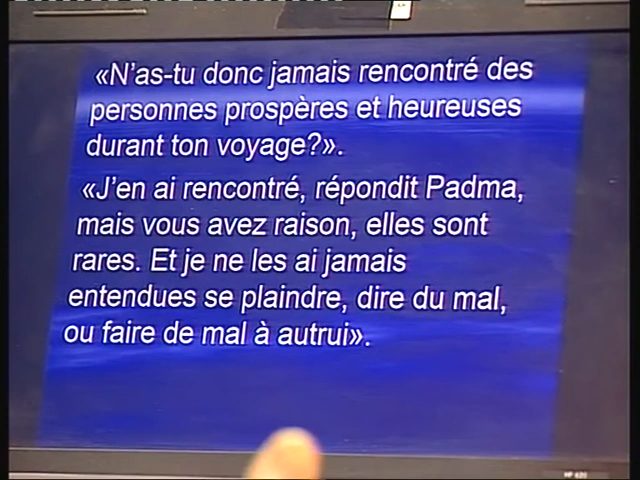 «N'as-tu donc jamais rencontré des
personnes prospères et heureuses
durant ton voyage?».
«J'en ai rencontré, répondit Padma,
mais vous avez raison, elles sont
rares. Et je ne les ai jamais
entendues se plaindre, dire du mal,
ou faire de mal à autrui».